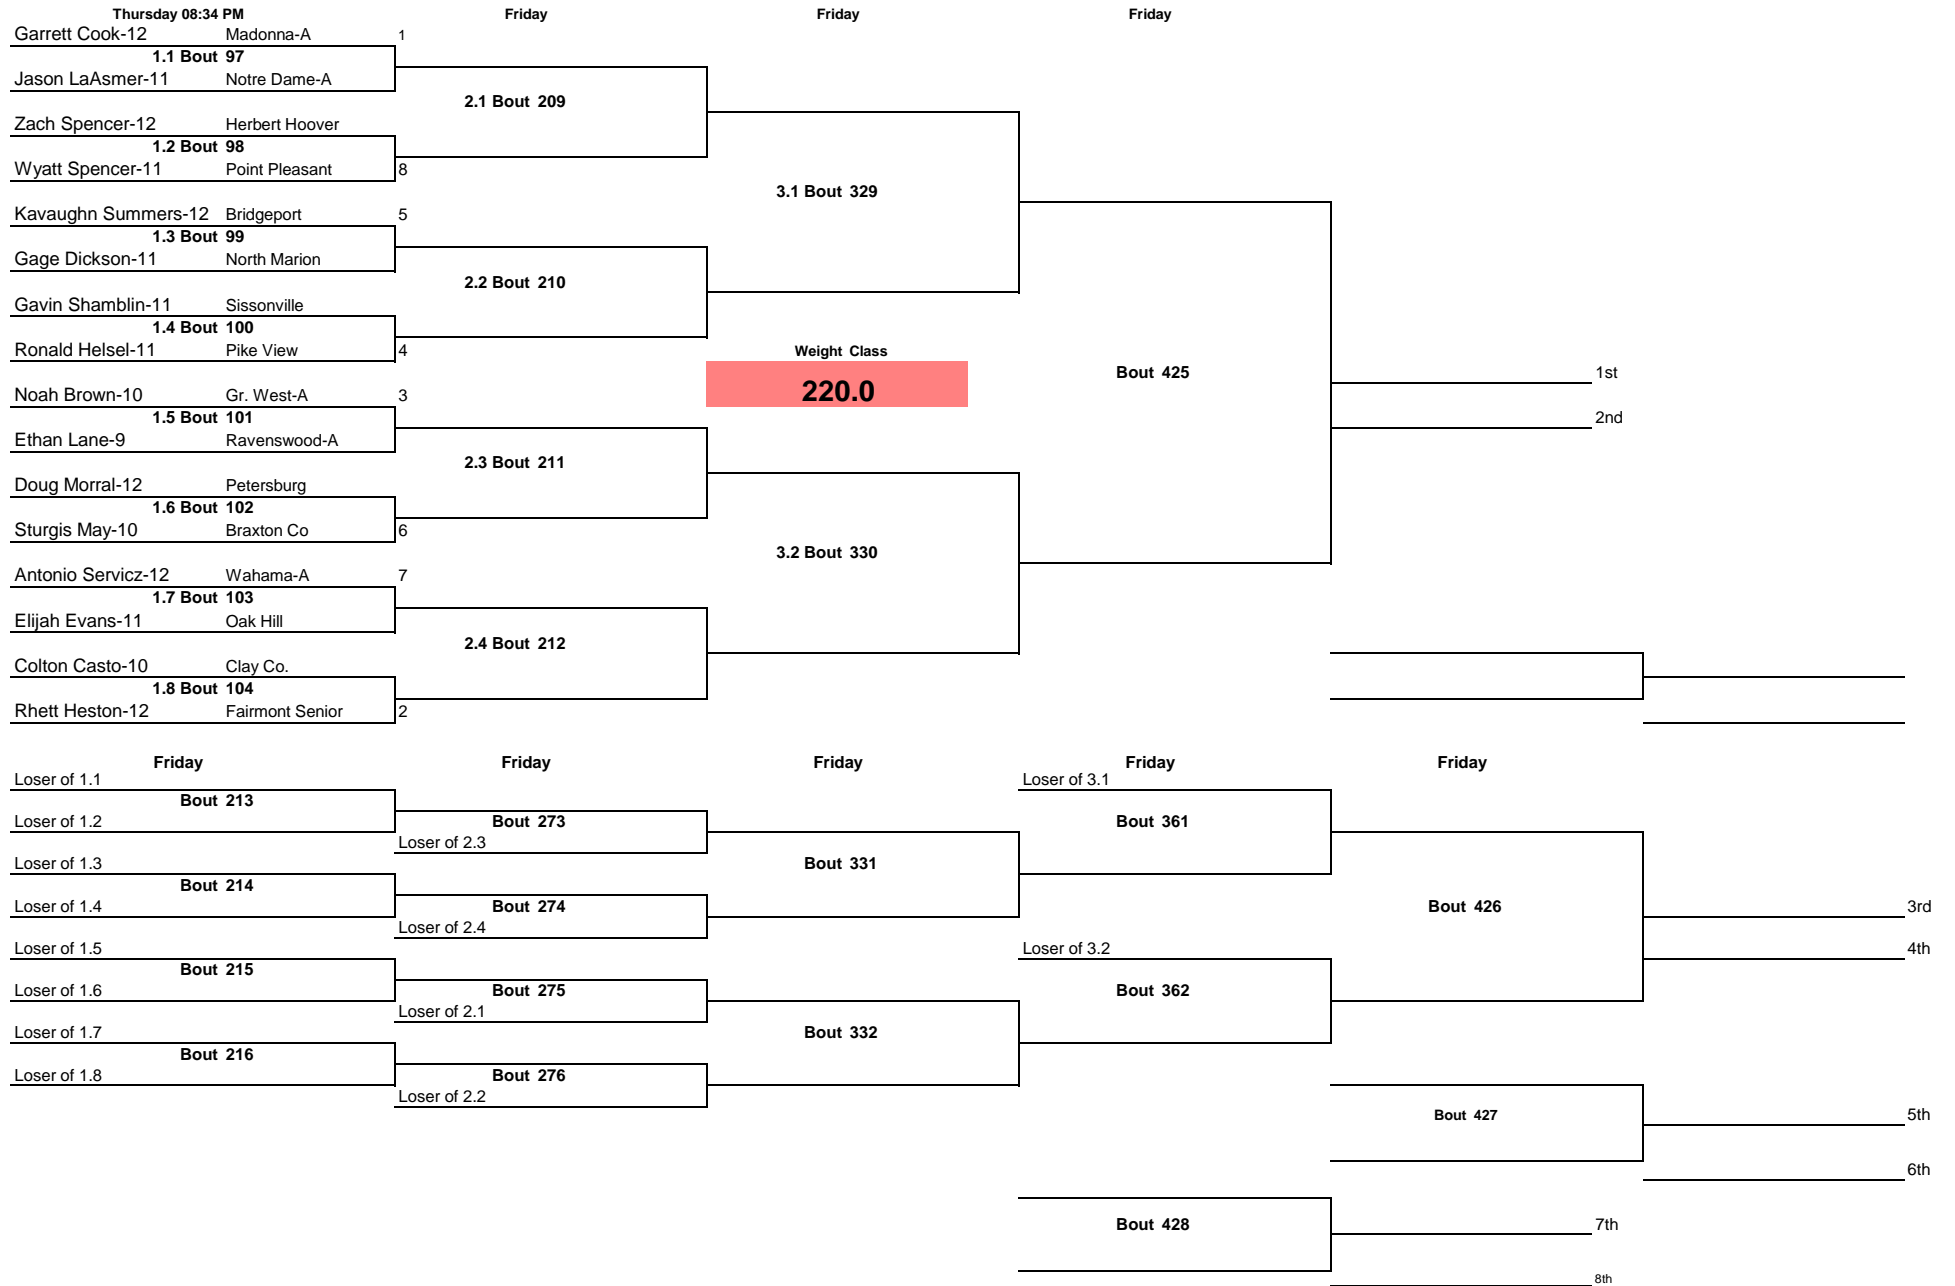 Thursday 08:34 PM Friday Friday Friday
Garrett Cook-12 Madonna-A 1
1.1 Bout 97
Jason LaAsmer-11 Notre Dame-A
2.1 Bout 209
Zach Spencer-12 Herbert Hoover
1.2 Bout 98
Wyatt Spencer-11 Point Pleasant 8
3.1 Bout 329
Kavaughn Summers-12 Bridgeport 5
1.3 Bout 99
Gage Dickson-11 North Marion
2.2 Bout 210
Gavin Shamblin-11 Sissonville
1.4 Bout 100
Ronald Helsel-11 Pike View 4
Weight Class
220.0
Bout 425
1st
2nd
Noah Brown-10 Gr. West-A 3
1.5 Bout 101
Ethan Lane-9 Ravenswood-A
2.3 Bout 211
Doug Morral-12 Petersburg
1.6 Bout 102
Sturgis May-10 Braxton Co 6
3.2 Bout 330
Antonio Servicz-12 Wahama-A 7
1.7 Bout 103
Elijah Evans-11 Oak Hill
2.4 Bout 212
Colton Casto-10 Clay Co.
1.8 Bout 104
Rhett Heston-12 Fairmont Senior 2
Friday Friday Friday Friday Friday
Loser of 1.1 Loser of 3.1
Bout 213
Loser of 1.2 Bout 273 Bout 361
Loser of 2.3
Loser of 1.3 Bout 331
Bout 214
Loser of 1.4 Bout 274 Bout 426 3rd
Loser of 2.4
Loser of 1.5 Loser of 3.2 4th
Bout 215
Loser of 1.6 Bout 275 Bout 362
Loser of 2.1
Loser of 1.7 Bout 332
Bout 216
Loser of 1.8 Bout 276
Loser of 2.2
Bout 427 5th
6th
Bout 428 7th
8th